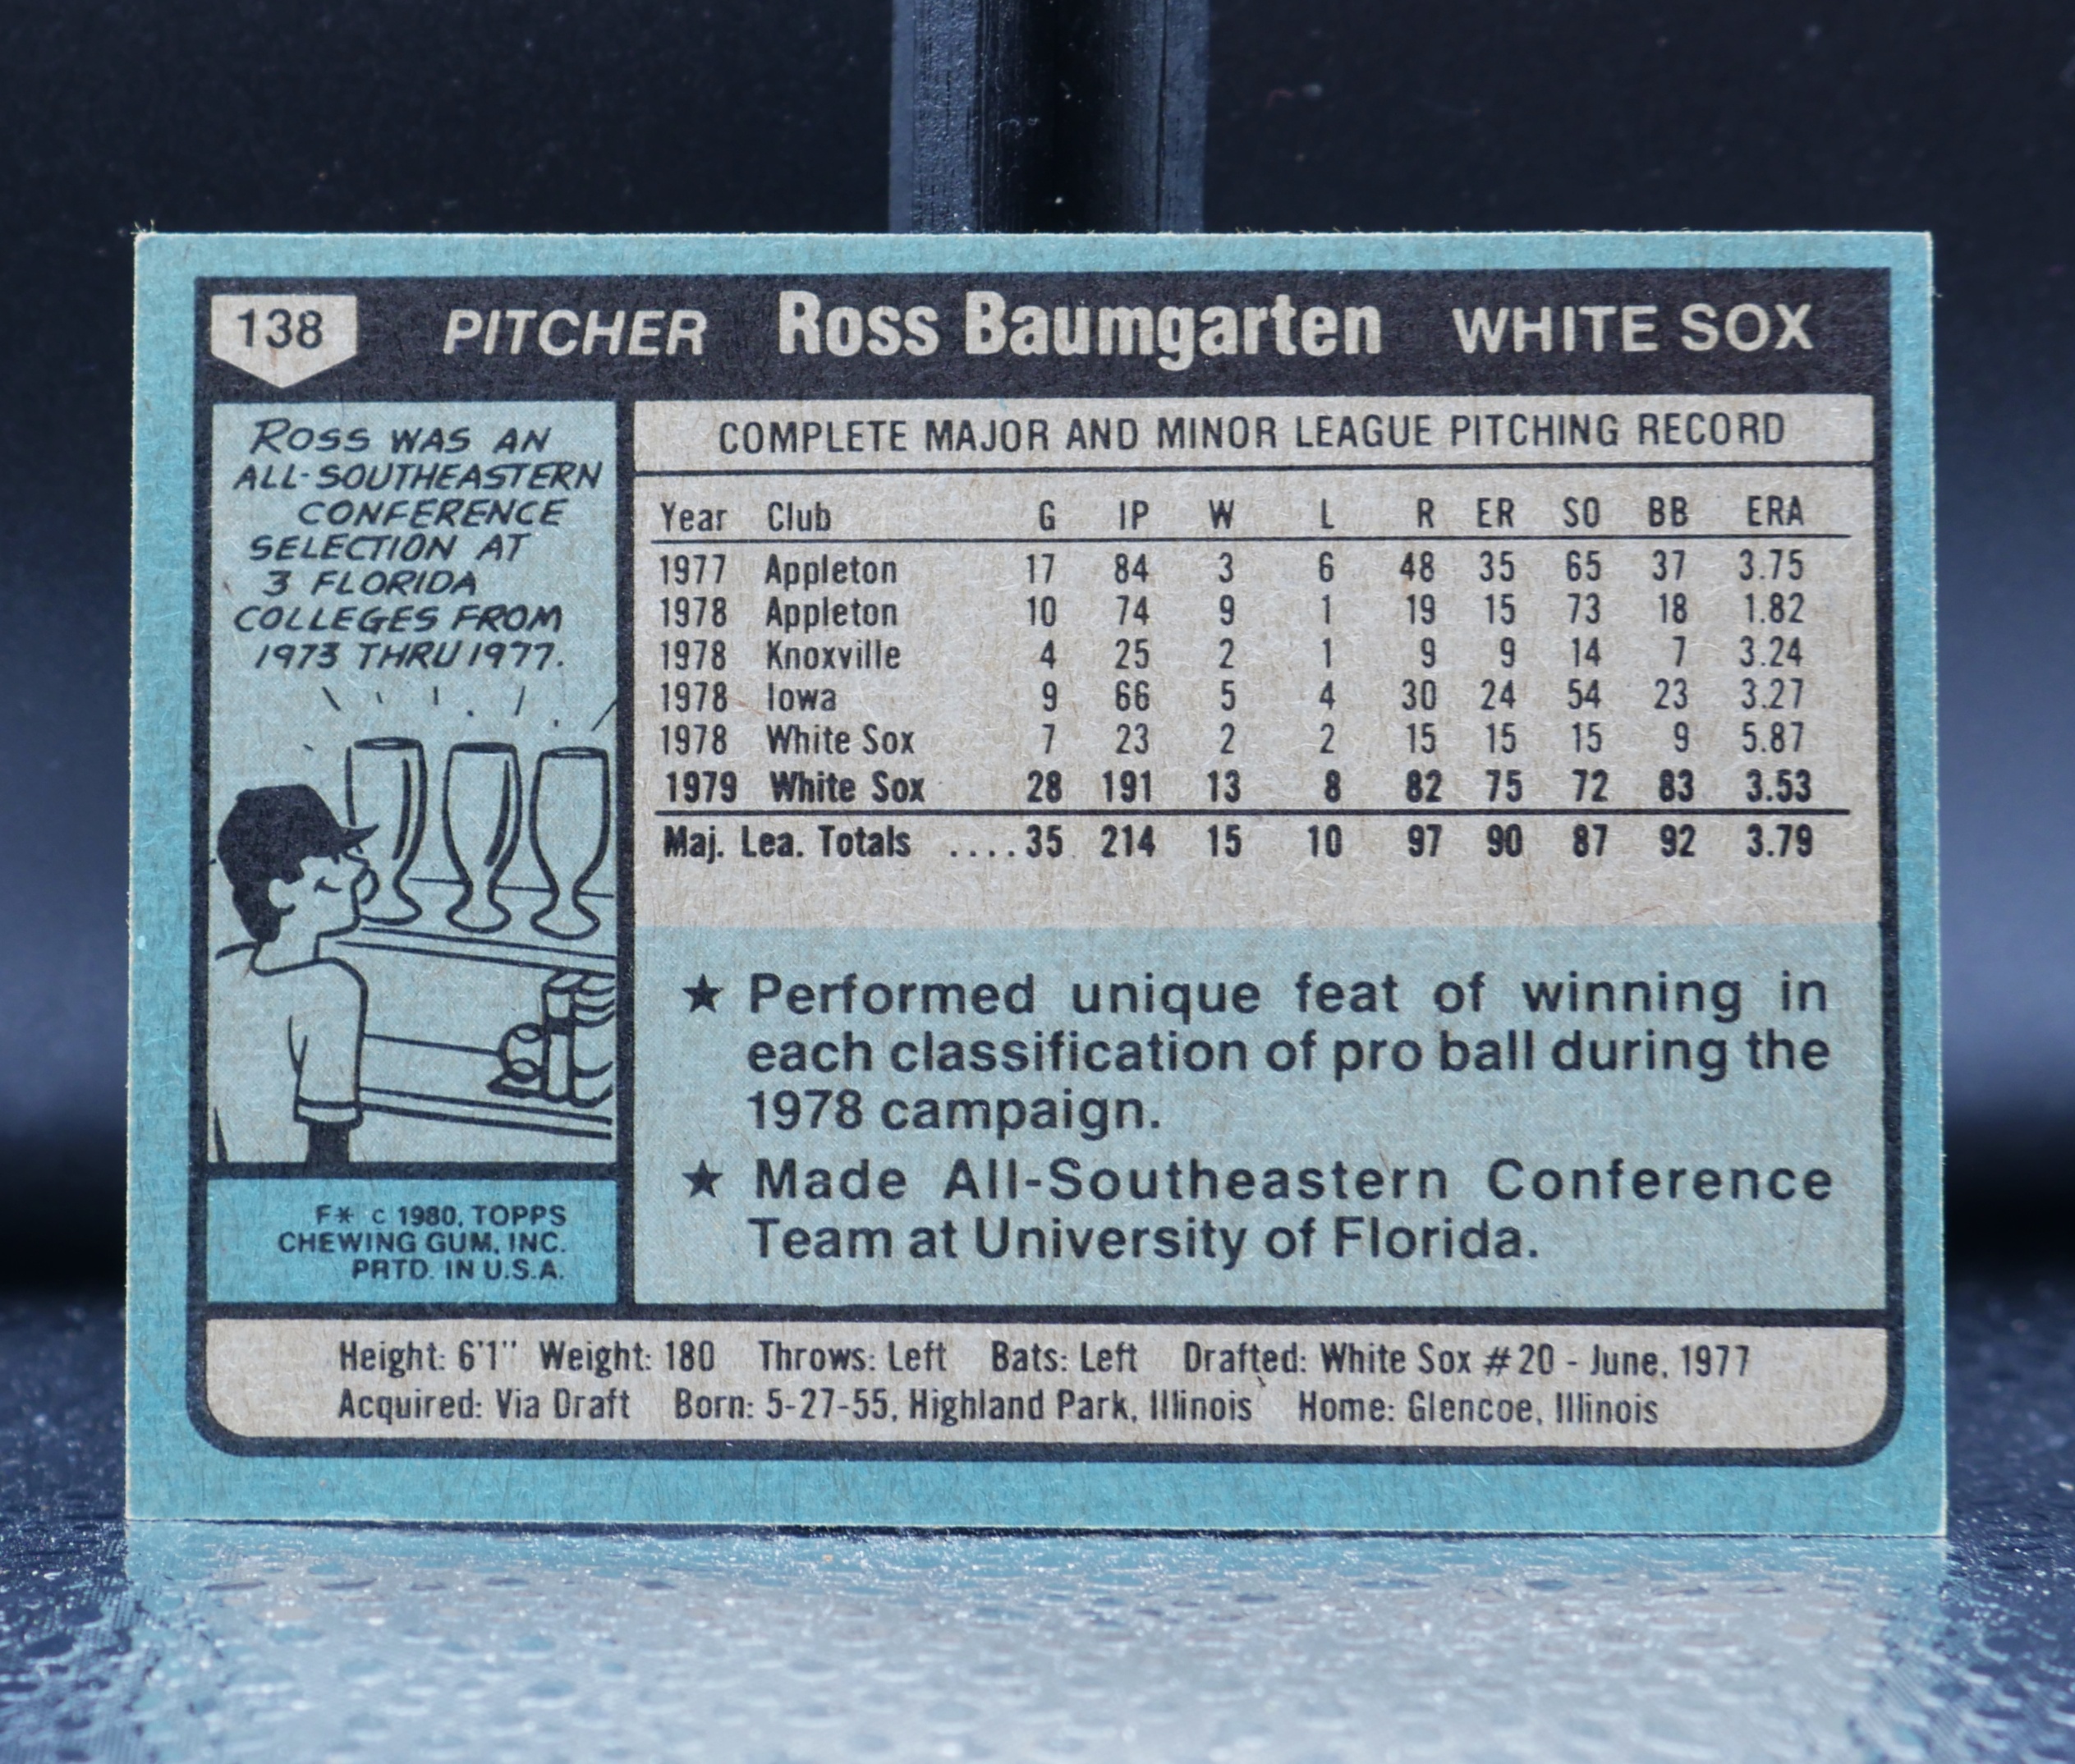 138 PITCHER Ross Baumgarten WHITE SOX
ROSS WAS AN
ALL-SOUTHEASTERN
CONFERENCE
SELECTION AT
3 FLORIDA
COLLEGES FROM
1973 THRU 1977.
F* c 1980, TOPPS
CHEWING GUM, INC.
PRTD. IN U.S.A.
COMPLETE MAJOR AND MINOR LEAGUE PITCHING RECORD
Year Club G IP W L R ER SO BB ERA
1977 Appleton 17 84 3 6 48 35 65 37 3.75
1978 Appleton 10 74 9 1 19 15 73 18 1.82
1978 Knoxville 4 25 2 1 9 9 14 7 3.24
1978 Iowa 9 66 5 4 30 24 54 23 3.27
1978 White Sox 7 23 2 2 15 15 15 9 5.87
1979 White Sox 28 191 13 8 82 75 72 83 3.53
Maj. Lea. Totals ....35 214 15 10 97 90 87 92 3.79
★ Performed unique feat of winning in
each classification of pro ball during the
1978 campaign.
★ Made All-Southeastern Conference
Team at University of Florida.
Height: 6'1" Weight: 180 Throws: Left Bats: Left Drafted: White Sox #20 - June, 1977
Acquired: Via Draft Born: 5-27-55, Highland Park, Illinois Home: Glencoe, Illinois